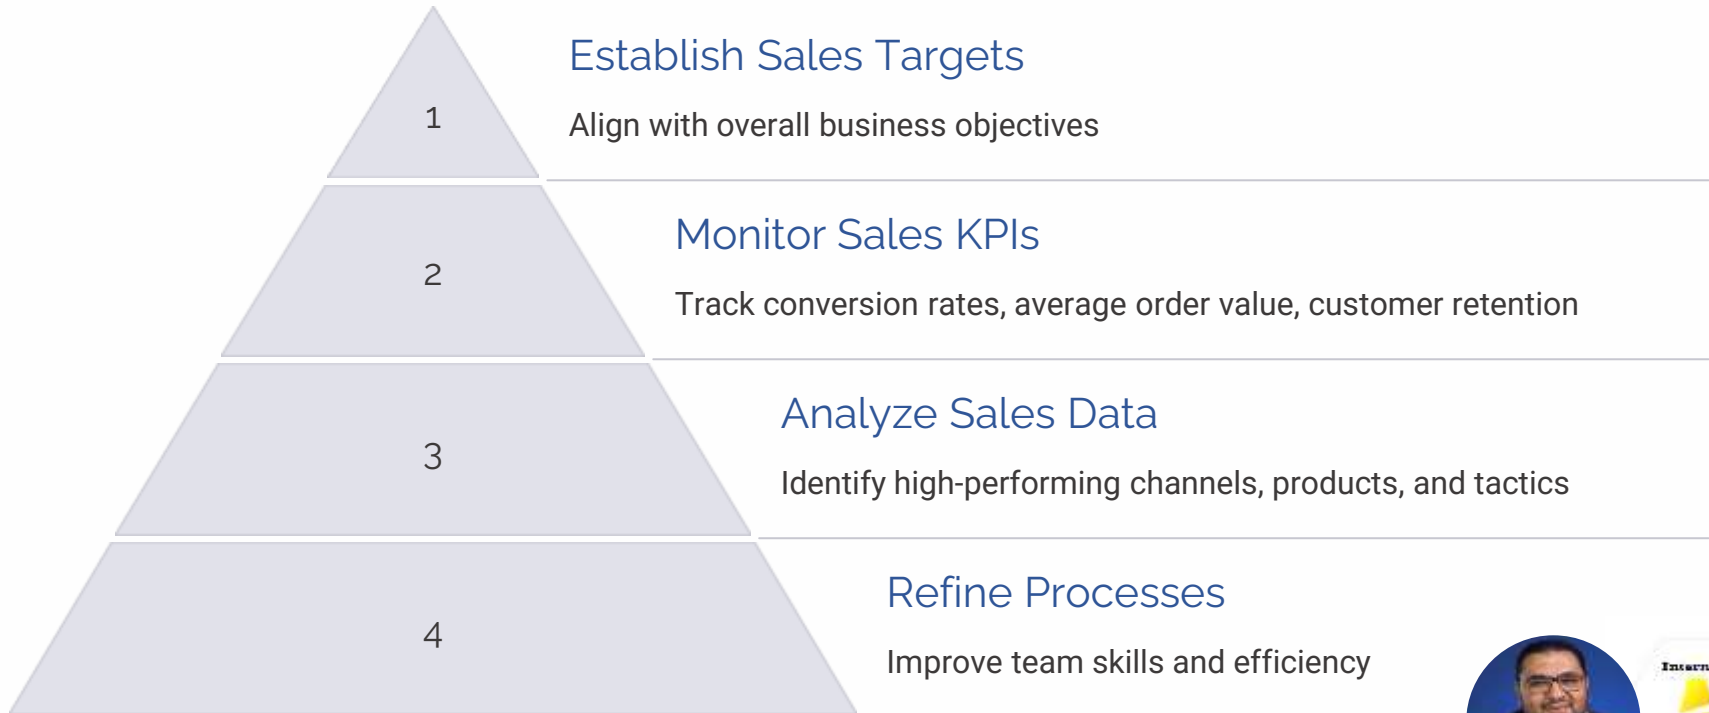 1
Establish Sales Targets
Align with overall business objectives
2
Monitor Sales KPIs
Track conversion rates, average order value, customer retention
3
Analyze Sales Data
Identify high-performing channels, products, and tactics
4
Refine Processes
Improve team skills and efficiency